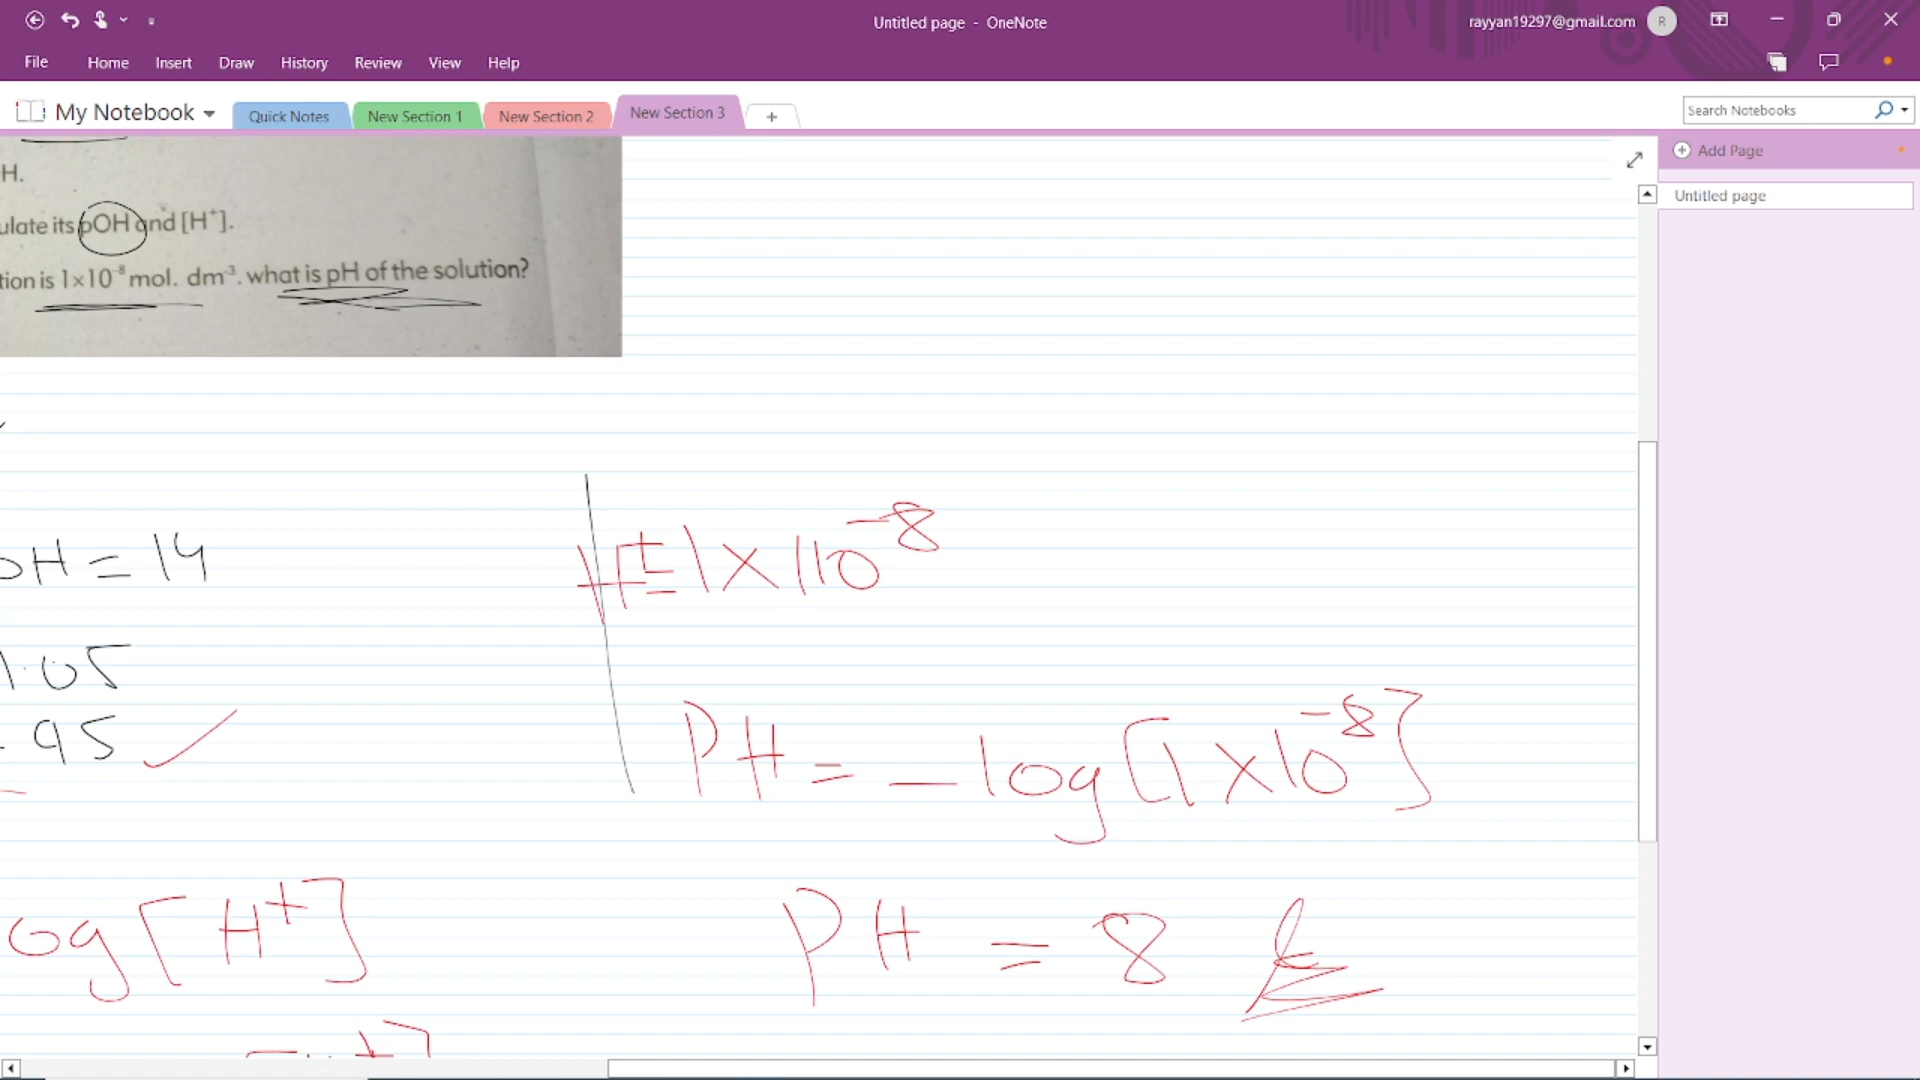 Untitled page - OneNote
rayyan19297@gmail.com
R
File Home Insert Draw History Review View Help
My Notebook
Quick Notes
New Section 1
New Section 2
New Section 3
+
Search Notebooks
Add Page
Untitled page
H.
ulate its pOH and [H⁺].
tion is 1×10⁻⁸ mol. dm⁻³. what is pH of the solution?
OH = 14
1.05
.95
H⁺ = 1 × 10⁻⁸
PH = -log[1 × 10⁻⁸]
og[H⁺]
PH = 8